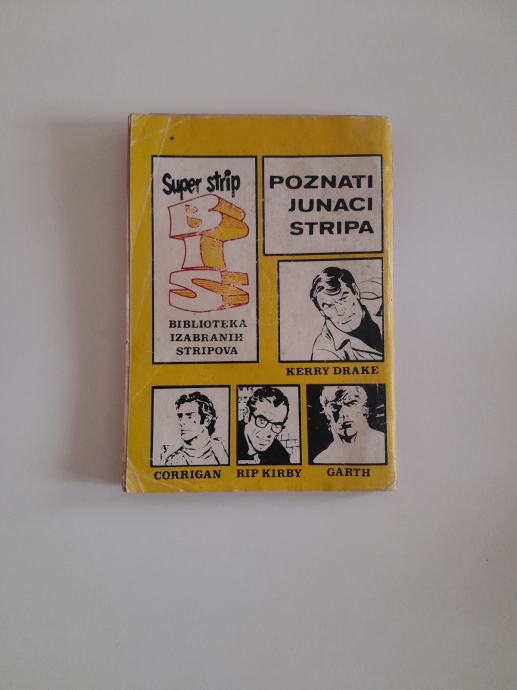 Super strip
BIS
BIBLIOTEKA
IZABRANIH
STRIPOVA
POZNATI
JUNACI
STRIPA
KERRY DRAKE
CORRIGAN
RIP KIRBY
GARTH